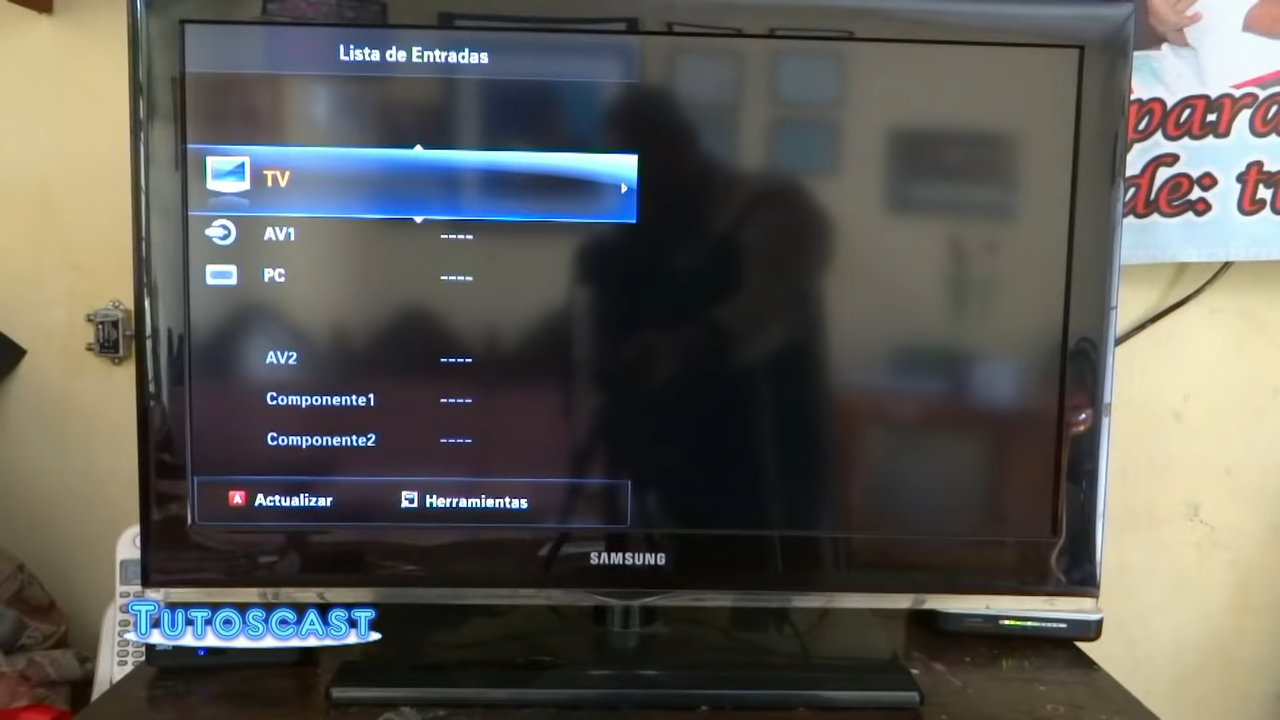 Lista de Entradas
TV
AV1 ----
PC ----
AV2 ----
Componente1 ----
Componente2 ----
A Actualizar Herramientas
SAMSUNG
TUTOSCAST
para
de: